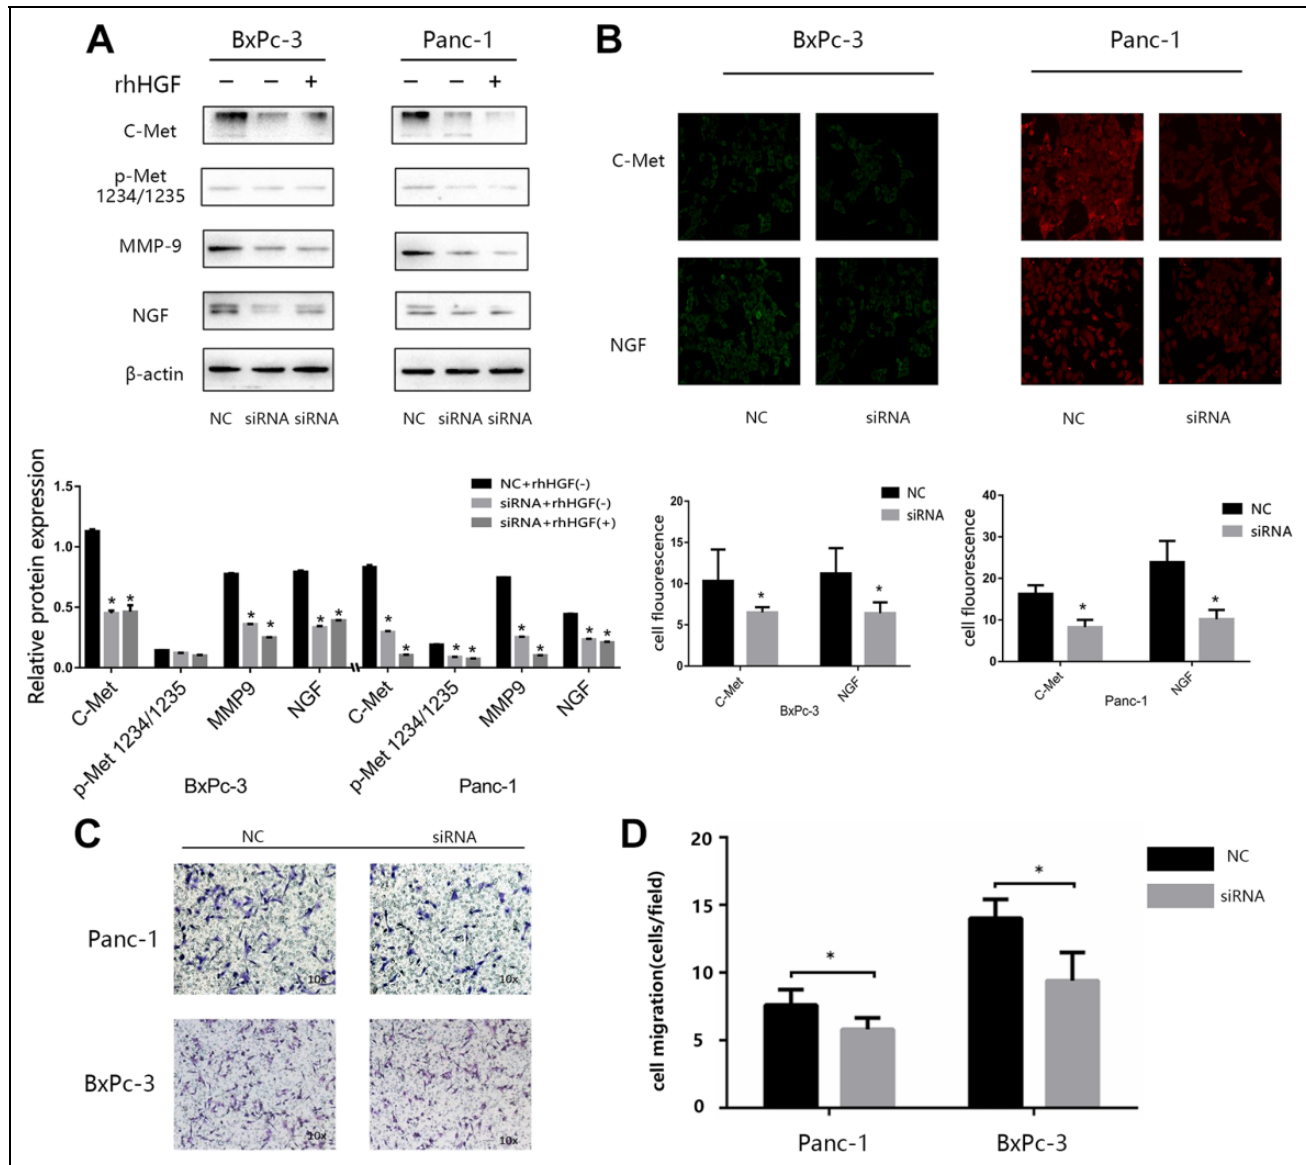 A
BxPc-3 Panc-1
rhHGF − − + − − +
C-Met
p-Met
1234/1235
MMP-9
NGF
β-actin
NC siRNA siRNA NC siRNA siRNA
Relative protein expression
1.5
1.0
0.5
0.0
NC+rhHGF(-)
siRNA+rhHGF(-)
siRNA+rhHGF(+)
* * * * * * * * * * * * * *
C-Met p-Met 1234/1235 MMP9 NGF C-Met p-Met 1234/1235 MMP9 NGF
BxPc-3 Panc-1
B
BxPc-3 Panc-1
C-Met
NGF
NC siRNA NC siRNA
cell flouorescence
20
15
10
5
0
NC
siRNA
* *
C-Met NGF
BxPc-3
cell flouorescence
40
30
20
10
0
NC
siRNA
* *
C-Met NGF
Panc-1
C
NC siRNA
Panc-1
10x 10x
BxPc-3
10x 10x
D
cell migration(cells/field)
20
15
10
5
0
NC
siRNA
* *
Panc-1 BxPc-3